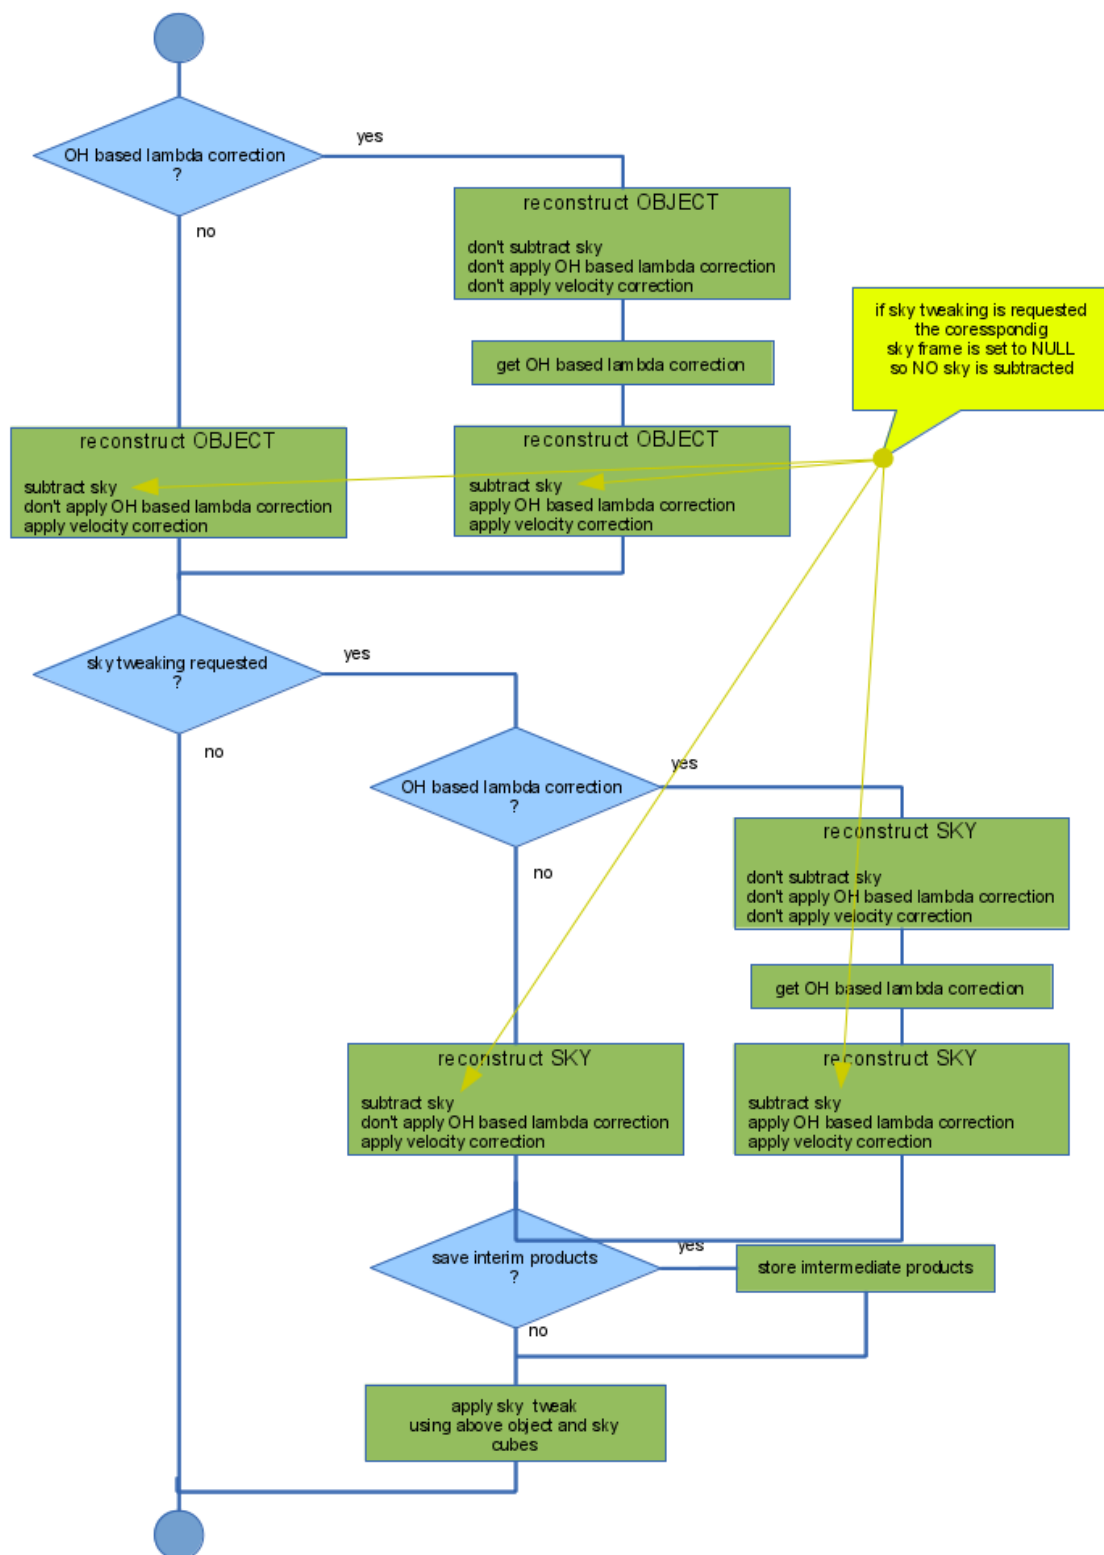 OH based lambda correction
?
yes
no
reconstruct OBJECT
don't subtract sky
don't apply OH based lambda correction
don't apply velocity correction
get OH based lambda correction
if sky tweaking is requested
the coresspondig
sky frame is set to NULL
so NO sky is subtracted
reconstruct OBJECT
subtract sky
don't apply OH based lambda correction
apply velocity correction
reconstruct OBJECT
subtract sky
apply OH based lambda correction
apply velocity correction
sky tweaking requested
?
yes
no
OH based lambda correction
?
yes
no
reconstruct SKY
don't subtract sky
don't apply OH based lambda correction
don't apply velocity correction
get OH based lambda correction
reconstruct SKY
subtract sky
don't apply OH based lambda correction
apply velocity correction
reconstruct SKY
subtract sky
apply OH based lambda correction
apply velocity correction
save interim products
?
yes
store imtermediate products
no
apply sky tweak
using above object and sky
cubes